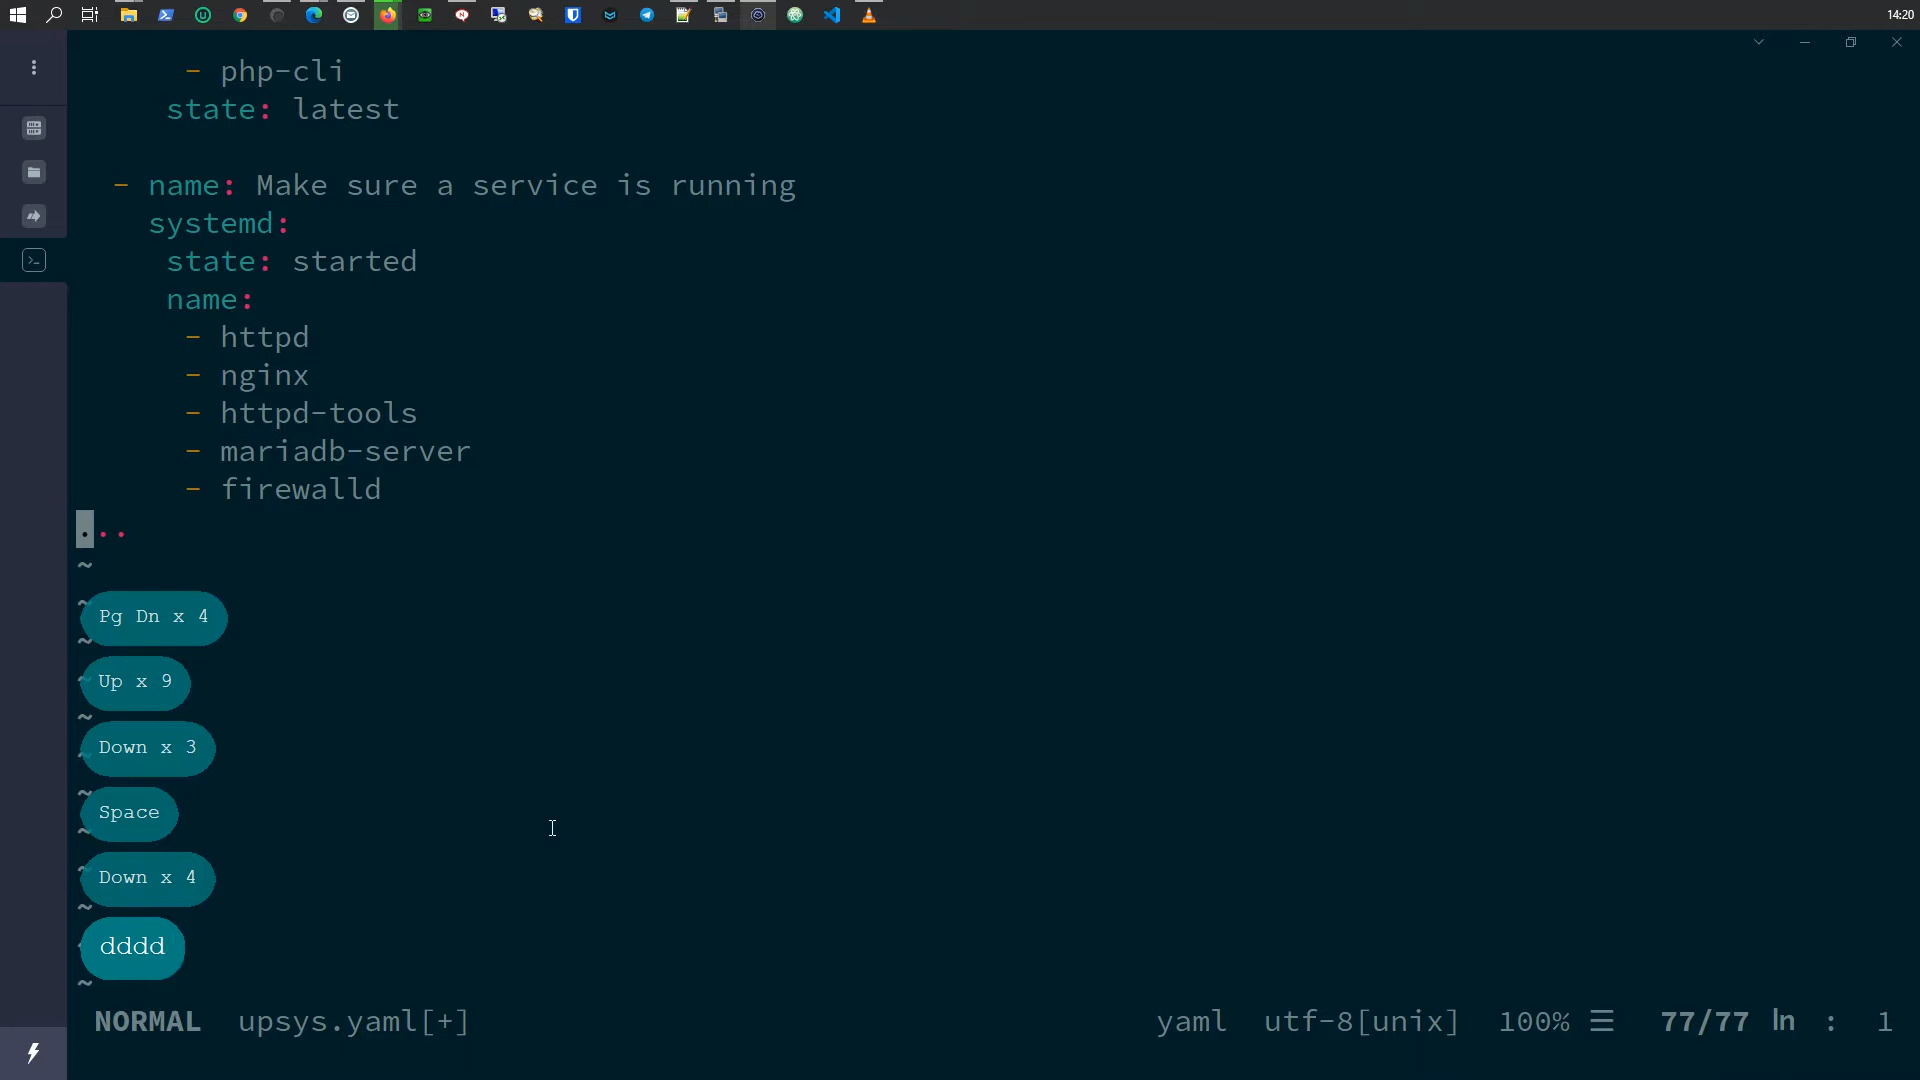 14:20
- php-cli
state: latest
- name: Make sure a service is running
systemd:
state: started
name:
- httpd
- nginx
- httpd-tools
- mariadb-server
- firewalld
...
~
~
Pg Dn x 4
~
~
Up x 9
~
~
Down x 3
~
Space
~
~
Down x 4
~
dddd
~
NORMAL upsys.yaml[+] yaml utf-8[unix] 100% ☰ 77/77 ln : 1